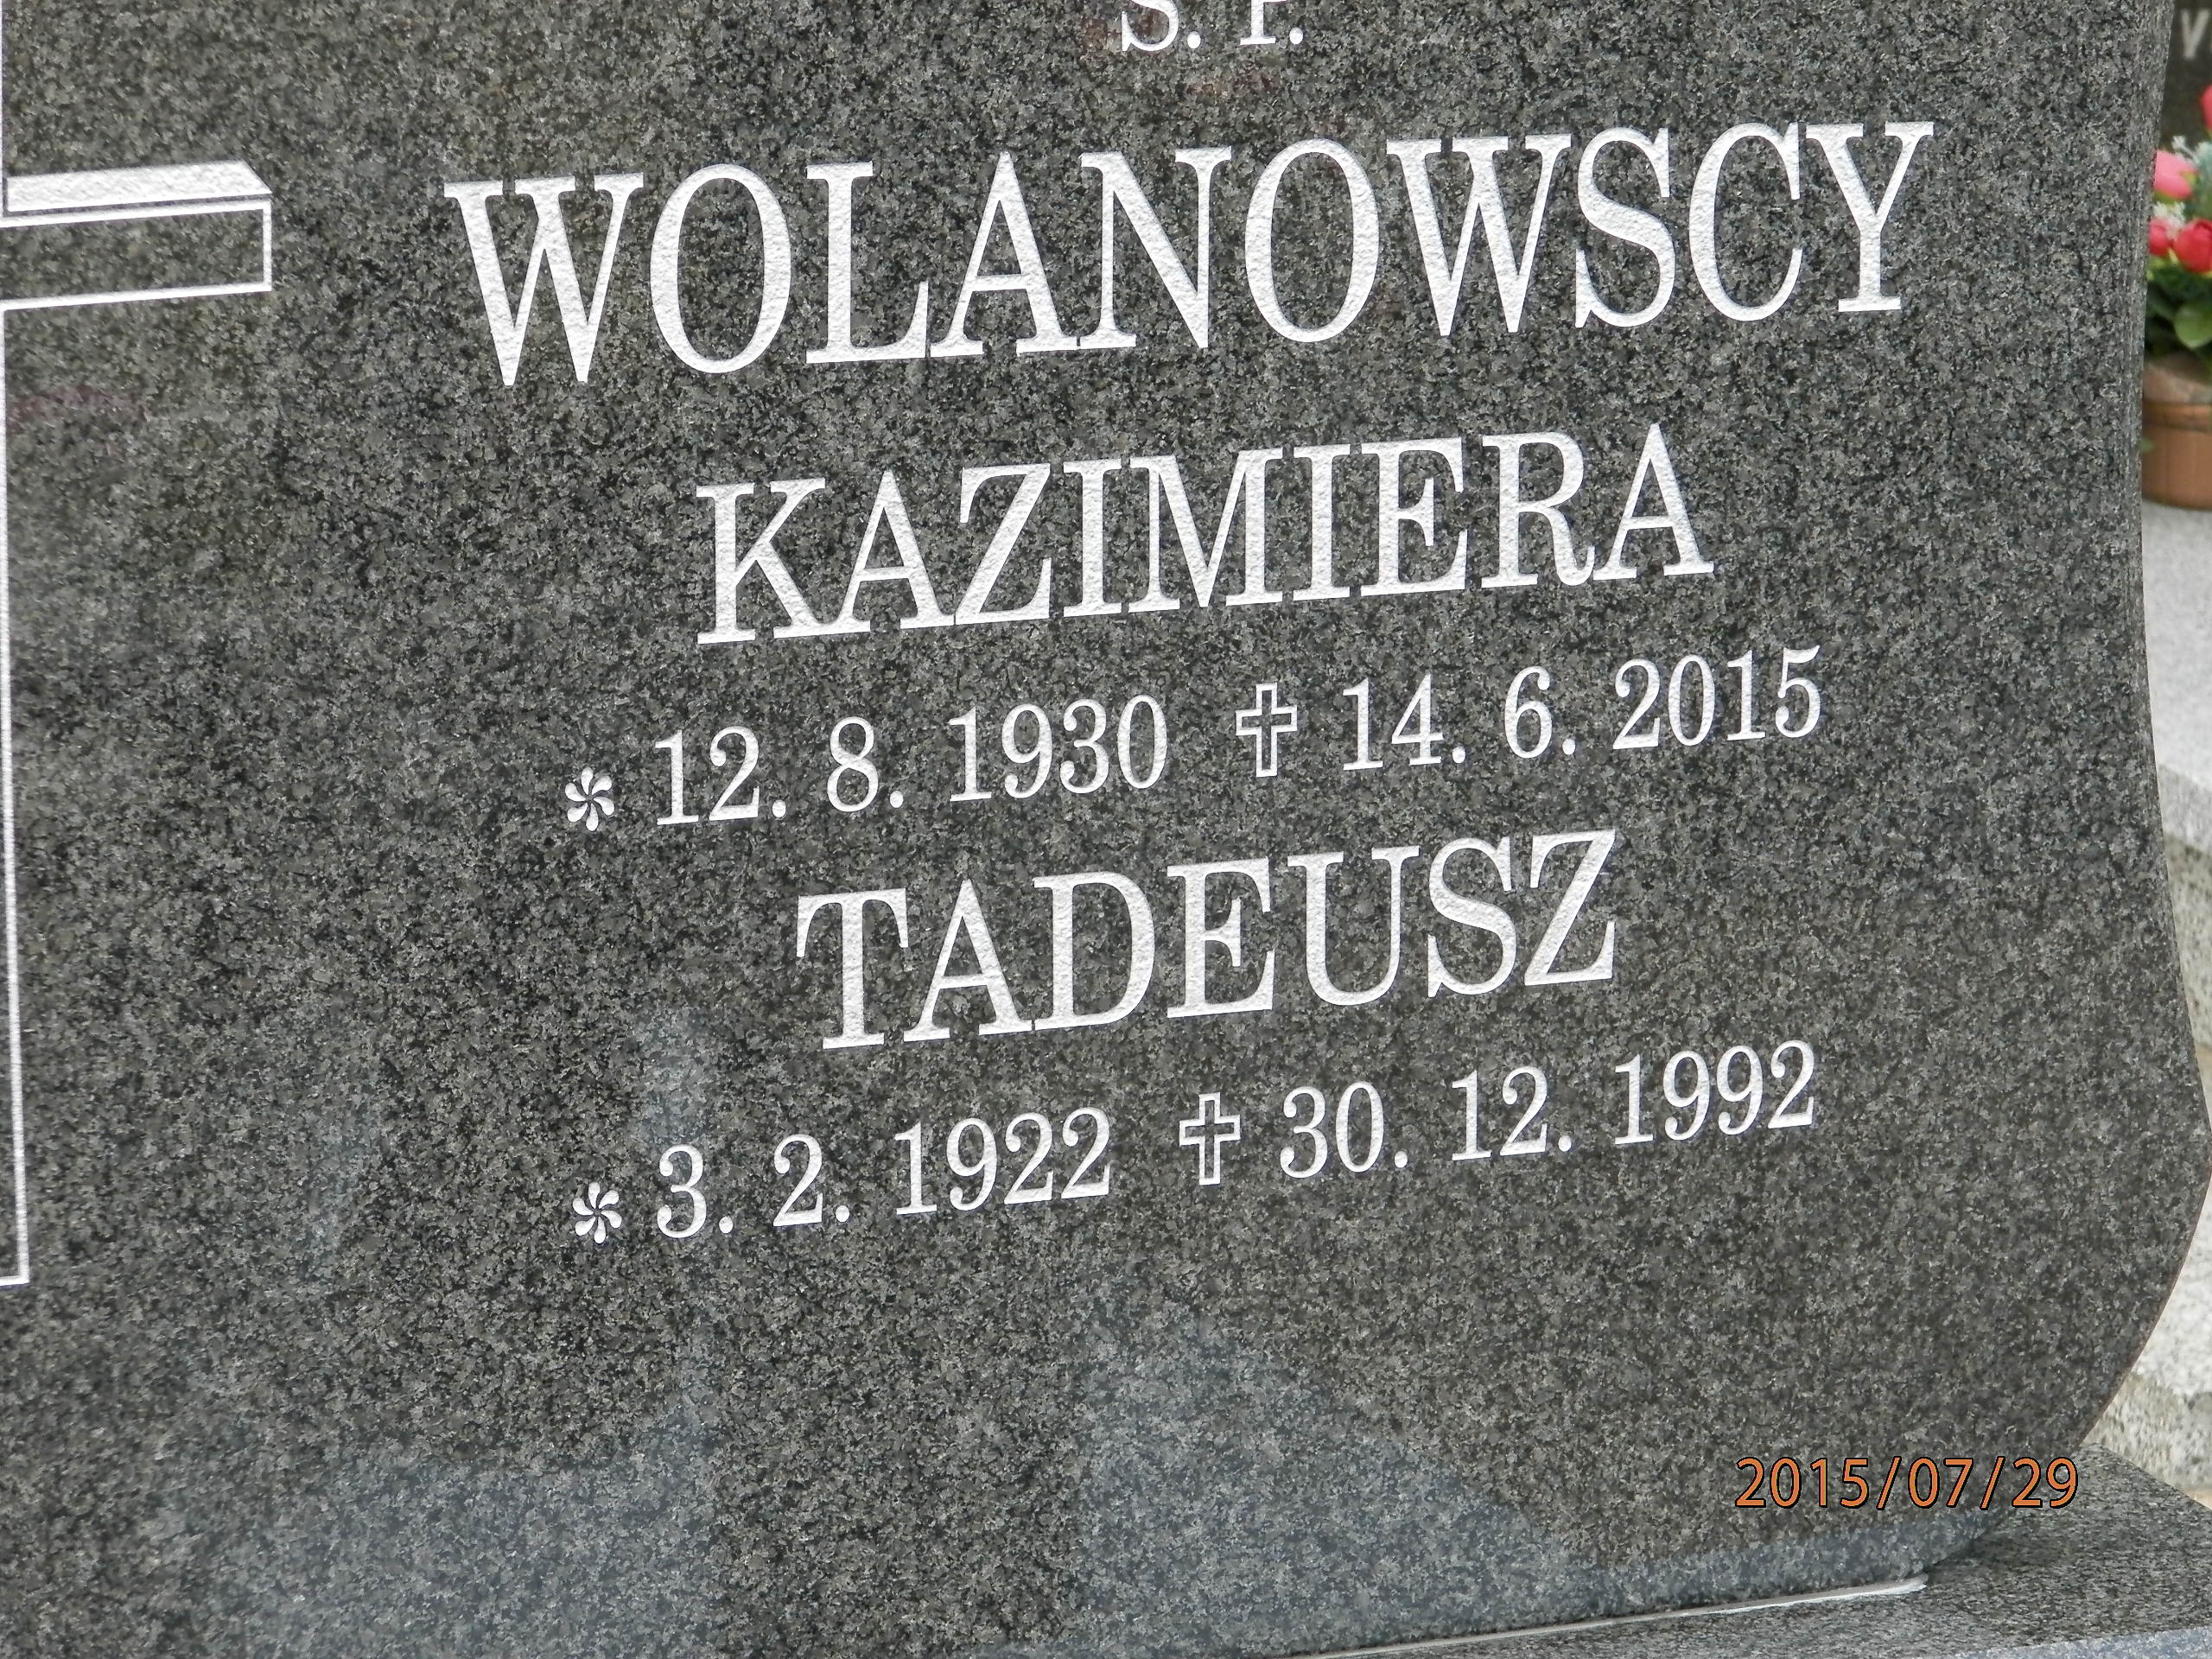 Ś. P.
WOLANOWSCY
KAZIMIERA
* 12. 8. 1930 ✝ 14. 6. 2015
TADEUSZ
* 3. 2. 1922 ✝ 30. 12. 1992
2015/07/29